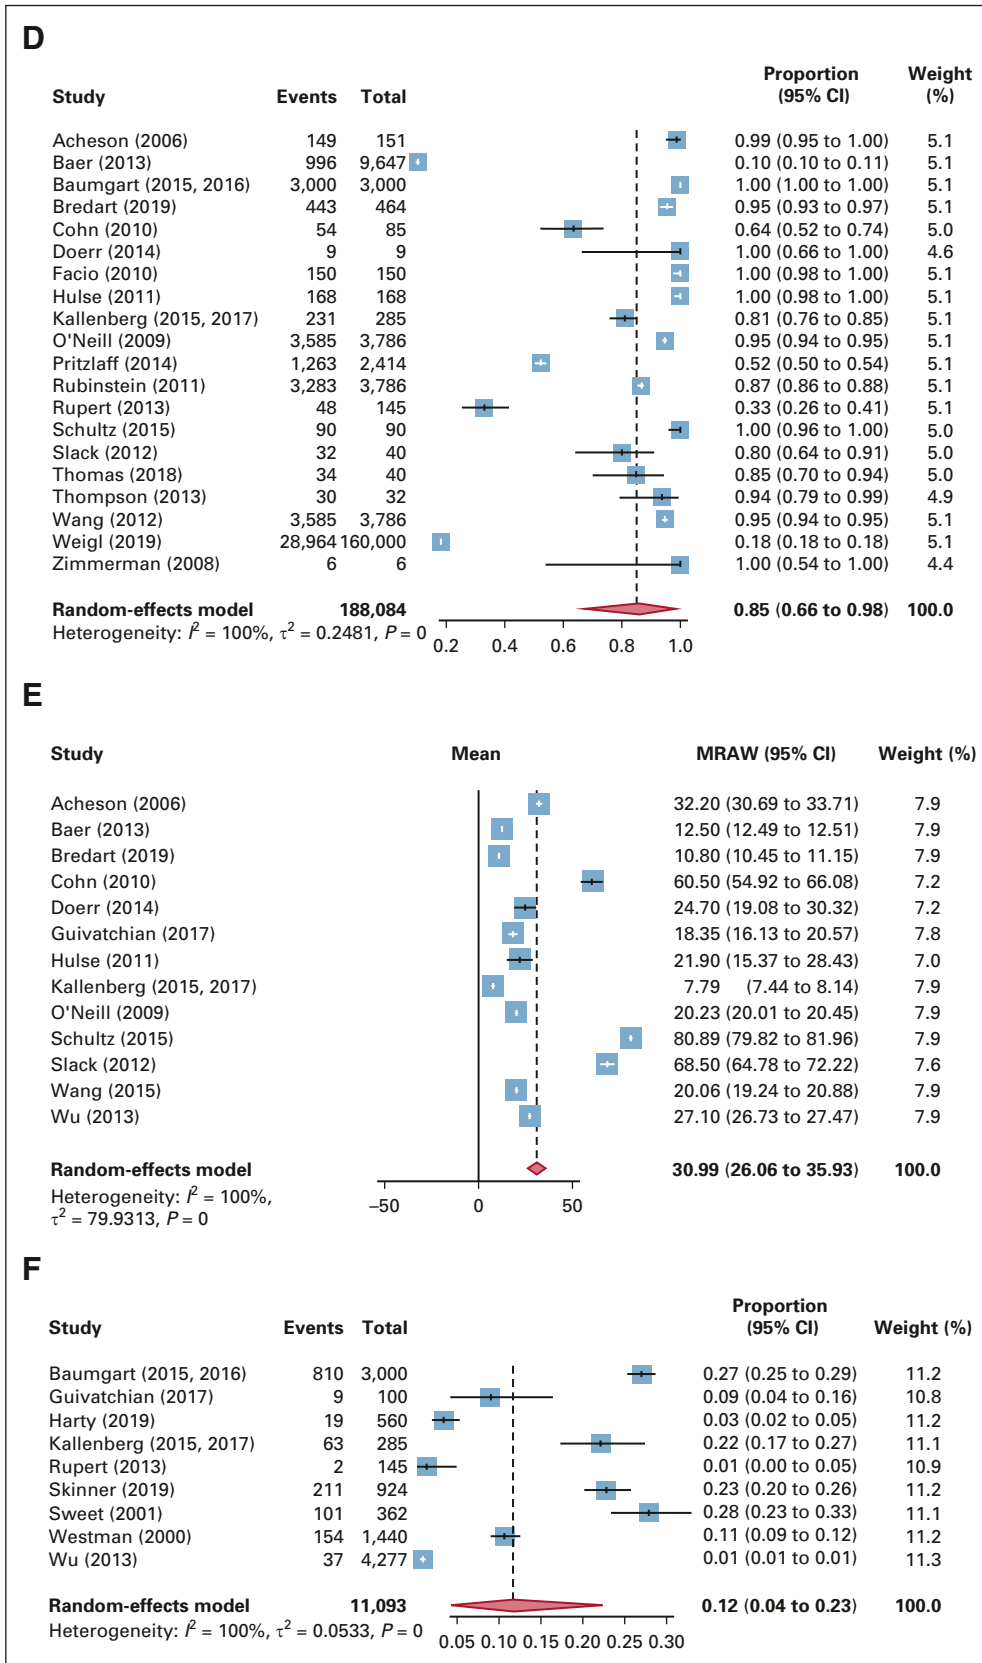 D
Study Events Total Proportion (95% CI) Weight (%)
Acheson (2006) 149 151 0.99 (0.95 to 1.00) 5.1
Baer (2013) 996 9,647 0.10 (0.10 to 0.11) 5.1
Baumgart (2015, 2016) 3,000 3,000 1.00 (1.00 to 1.00) 5.1
Bredart (2019) 443 464 0.95 (0.93 to 0.97) 5.1
Cohn (2010) 54 85 0.64 (0.52 to 0.74) 5.0
Doerr (2014) 9 9 1.00 (0.66 to 1.00) 4.6
Facio (2010) 150 150 1.00 (0.98 to 1.00) 5.1
Hulse (2011) 168 168 1.00 (0.98 to 1.00) 5.1
Kallenberg (2015, 2017) 231 285 0.81 (0.76 to 0.85) 5.1
O'Neill (2009) 3,585 3,786 0.95 (0.94 to 0.95) 5.1
Pritzlaff (2014) 1,263 2,414 0.52 (0.50 to 0.54) 5.1
Rubinstein (2011) 3,283 3,786 0.87 (0.86 to 0.88) 5.1
Rupert (2013) 48 145 0.33 (0.26 to 0.41) 5.1
Schultz (2015) 90 90 1.00 (0.96 to 1.00) 5.0
Slack (2012) 32 40 0.80 (0.64 to 0.91) 5.0
Thomas (2018) 34 40 0.85 (0.70 to 0.94) 5.0
Thompson (2013) 30 32 0.94 (0.79 to 0.99) 4.9
Wang (2012) 3,585 3,786 0.95 (0.94 to 0.95) 5.1
Weigl (2019) 28,964 160,000 0.18 (0.18 to 0.18) 5.1
Zimmerman (2008) 6 6 1.00 (0.54 to 1.00) 4.4
Random-effects model 188,084 0.85 (0.66 to 0.98) 100.0
Heterogeneity: I² = 100%, τ² = 0.2481, P = 0
0.2 0.4 0.6 0.8 1.0
E
Study Mean MRAW (95% CI) Weight (%)
Acheson (2006) 32.20 (30.69 to 33.71) 7.9
Baer (2013) 12.50 (12.49 to 12.51) 7.9
Bredart (2019) 10.80 (10.45 to 11.15) 7.9
Cohn (2010) 60.50 (54.92 to 66.08) 7.2
Doerr (2014) 24.70 (19.08 to 30.32) 7.2
Guivatchian (2017) 18.35 (16.13 to 20.57) 7.8
Hulse (2011) 21.90 (15.37 to 28.43) 7.0
Kallenberg (2015, 2017) 7.79 (7.44 to 8.14) 7.9
O'Neill (2009) 20.23 (20.01 to 20.45) 7.9
Schultz (2015) 80.89 (79.82 to 81.96) 7.9
Slack (2012) 68.50 (64.78 to 72.22) 7.6
Wang (2015) 20.06 (19.24 to 20.88) 7.9
Wu (2013) 27.10 (26.73 to 27.47) 7.9
Random-effects model 30.99 (26.06 to 35.93) 100.0
Heterogeneity: I² = 100%,
τ² = 79.9313, P = 0
−50 0 50
F
Study Events Total Proportion (95% CI) Weight (%)
Baumgart (2015, 2016) 810 3,000 0.27 (0.25 to 0.29) 11.2
Guivatchian (2017) 9 100 0.09 (0.04 to 0.16) 10.8
Harty (2019) 19 560 0.03 (0.02 to 0.05) 11.2
Kallenberg (2015, 2017) 63 285 0.22 (0.17 to 0.27) 11.1
Rupert (2013) 2 145 0.01 (0.00 to 0.05) 10.9
Skinner (2019) 211 924 0.23 (0.20 to 0.26) 11.2
Sweet (2001) 101 362 0.28 (0.23 to 0.33) 11.1
Westman (2000) 154 1,440 0.11 (0.09 to 0.12) 11.2
Wu (2013) 37 4,277 0.01 (0.01 to 0.01) 11.3
Random-effects model 11,093 0.12 (0.04 to 0.23) 100.0
Heterogeneity: I² = 100%, τ² = 0.0533, P = 0
0.05 0.10 0.15 0.20 0.25 0.30